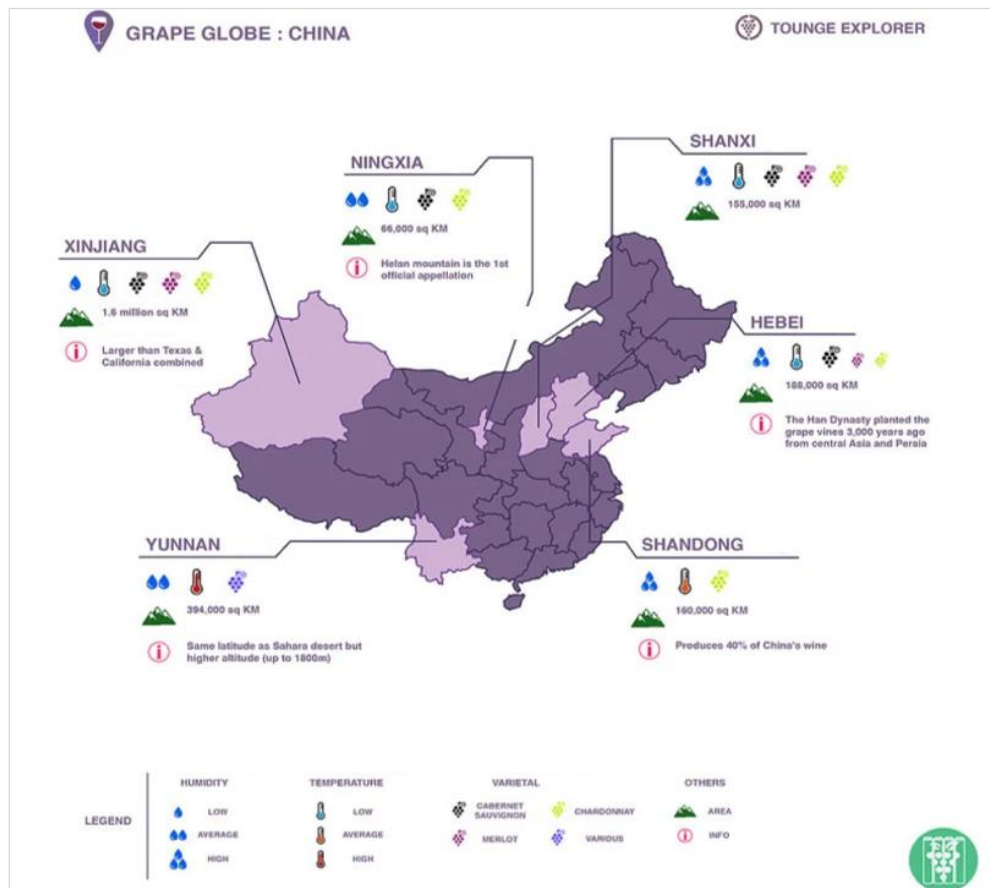 GRAPE GLOBE : CHINA
TOUNGE EXPLORER
SHANXI
155,000 sq KM
NINGXIA
66,000 sq KM
Helan mountain is the 1st
official appellation
XINJIANG
1.6 million sq KM
Larger than Texas &
California combined
HEBEI
188,000 sq KM
The Han Dynasty planted the
grape vines 3,000 years ago
from central Asia and Persia
YUNNAN
394,000 sq KM
Same latitude as Sahara desert but
higher altitude (up to 1800m)
SHANDONG
160,000 sq KM
Produces 40% of China's wine
LEGEND
HUMIDITY
LOW
AVERAGE
HIGH
TEMPERATURE
LOW
AVERAGE
HIGH
VARIETAL
CABERNET
SAUVIGNON
CHARDONNAY
MERLOT
VARIOUS
OTHERS
AREA
INFO